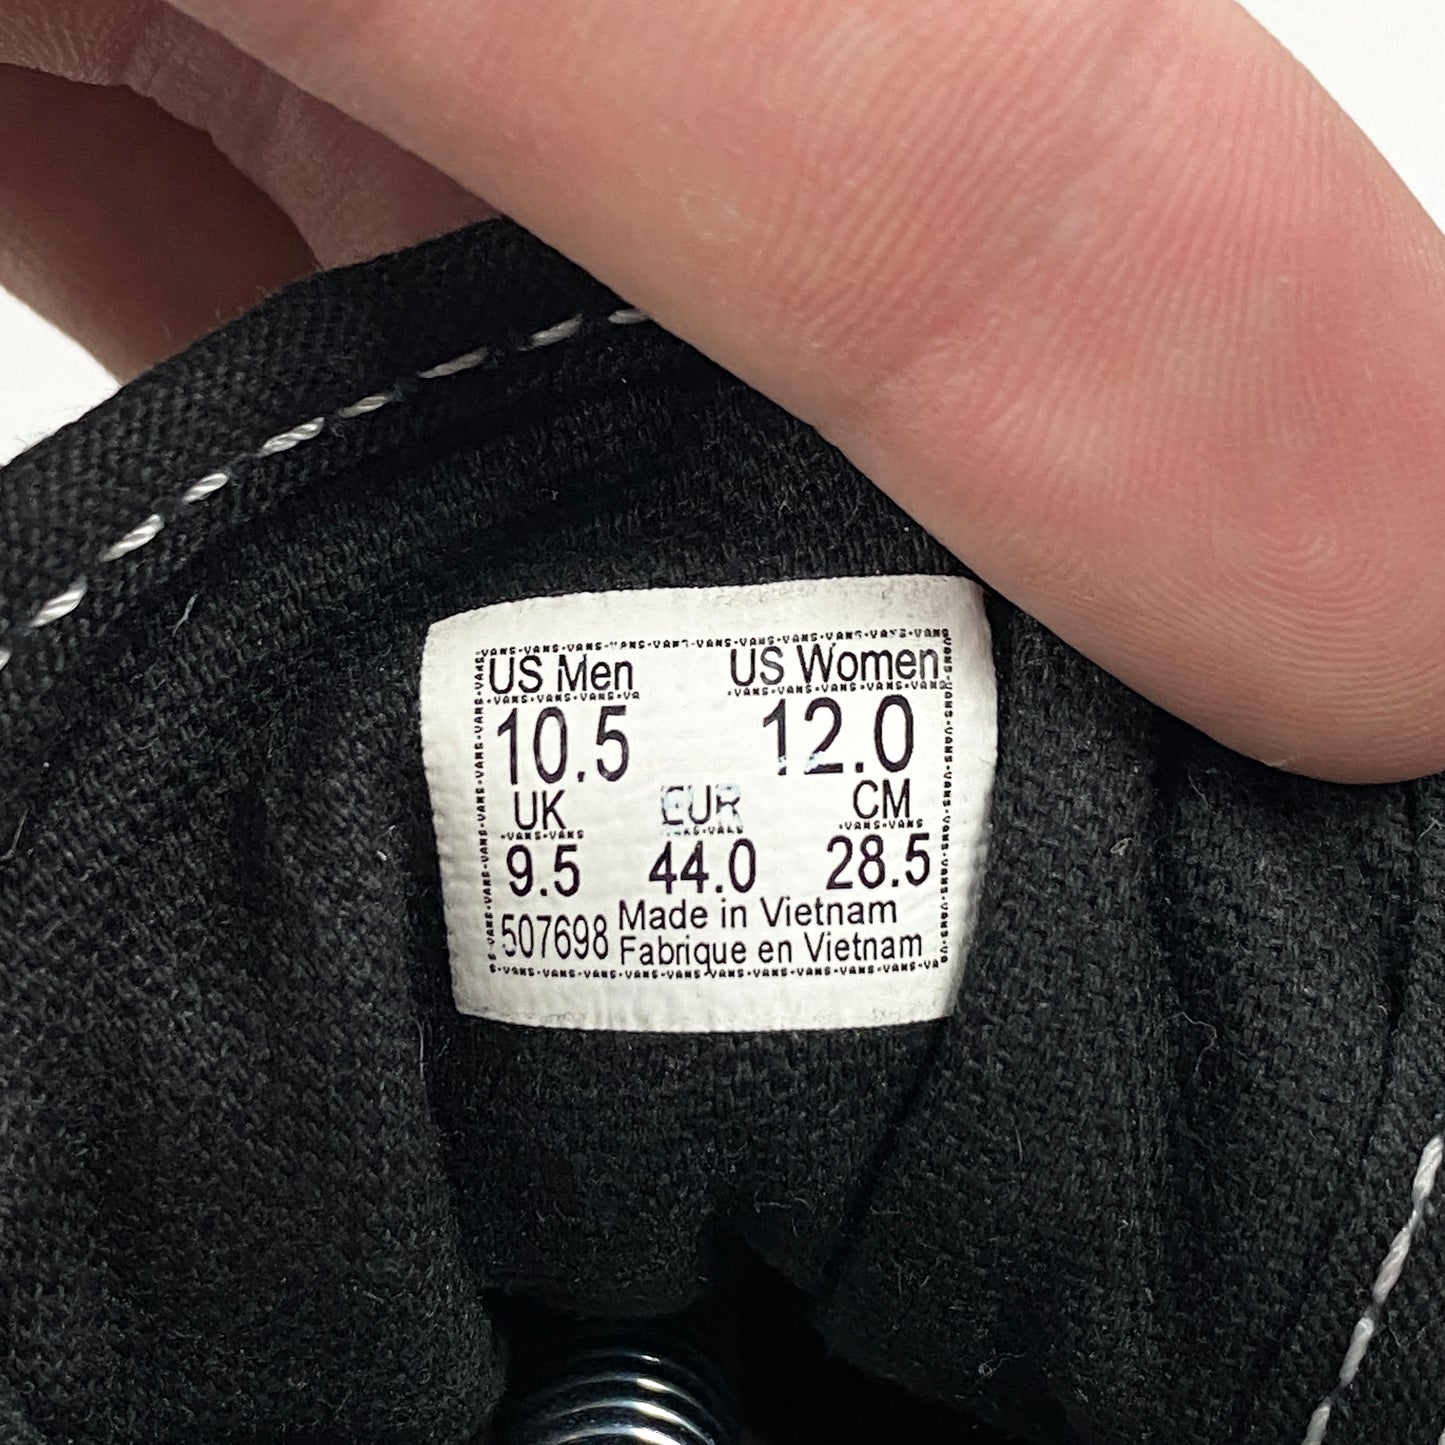 US Men US Women
10.5 12.0
UK EUR CM
9.5 44.0 28.5
507698 Made in Vietnam
Fabrique en Vietnam